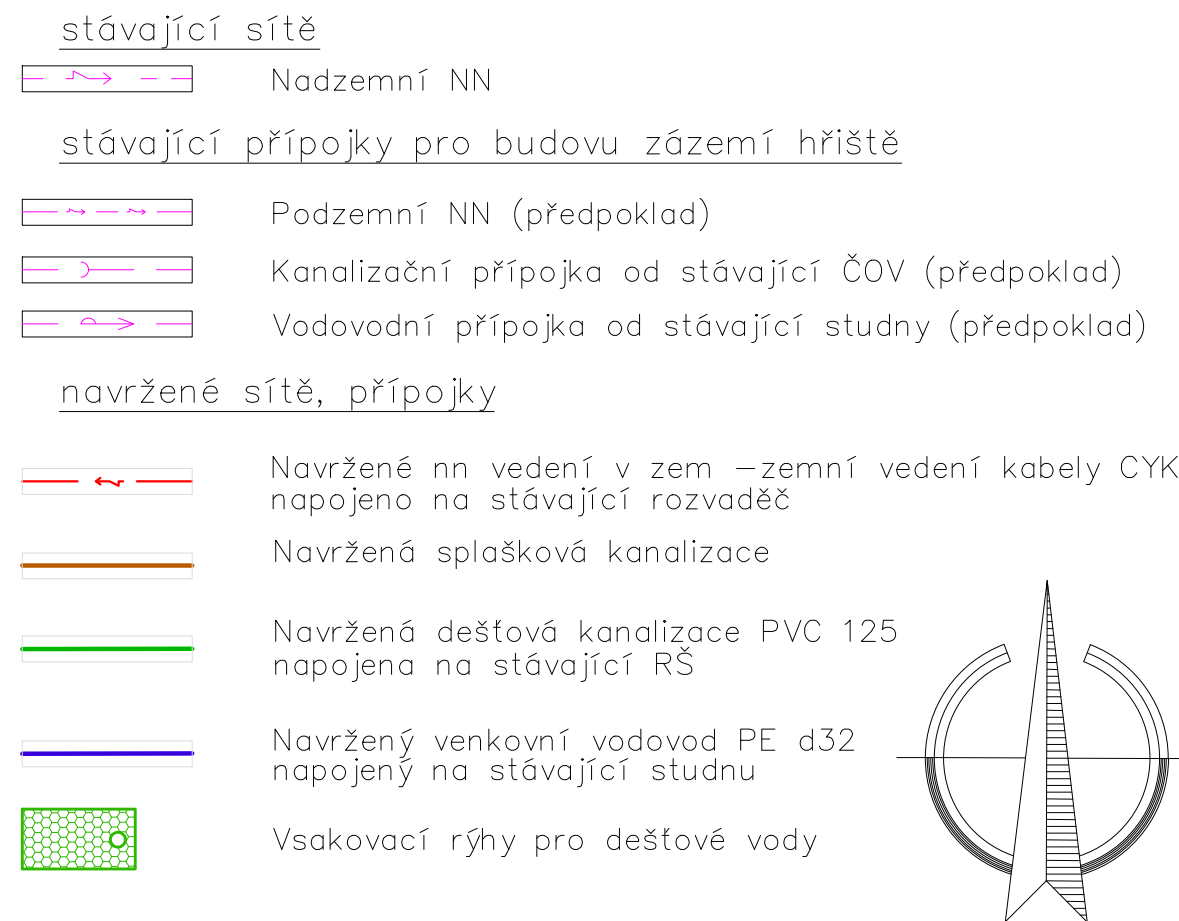 stávající sítě
Nadzemní NN
stávající přípojky pro budovu zázemí hřiště
Podzemní NN (předpoklad)
Kanalizační přípojka od stávající ČOV (předpoklad)
Vodovodní přípojka od stávající studny (předpoklad)
navržené sítě, přípojky
Navržené nn vedení v zem –zemní vedení kabely CYK
napojeno na stávající rozvaděč
Navržená splašková kanalizace
Navržená dešťová kanalizace PVC 125
napojena na stávající RŠ
Navržený venkovní vodovod PE d32
napojený na stávající studnu
Vsakovací rýhy pro dešťové vody